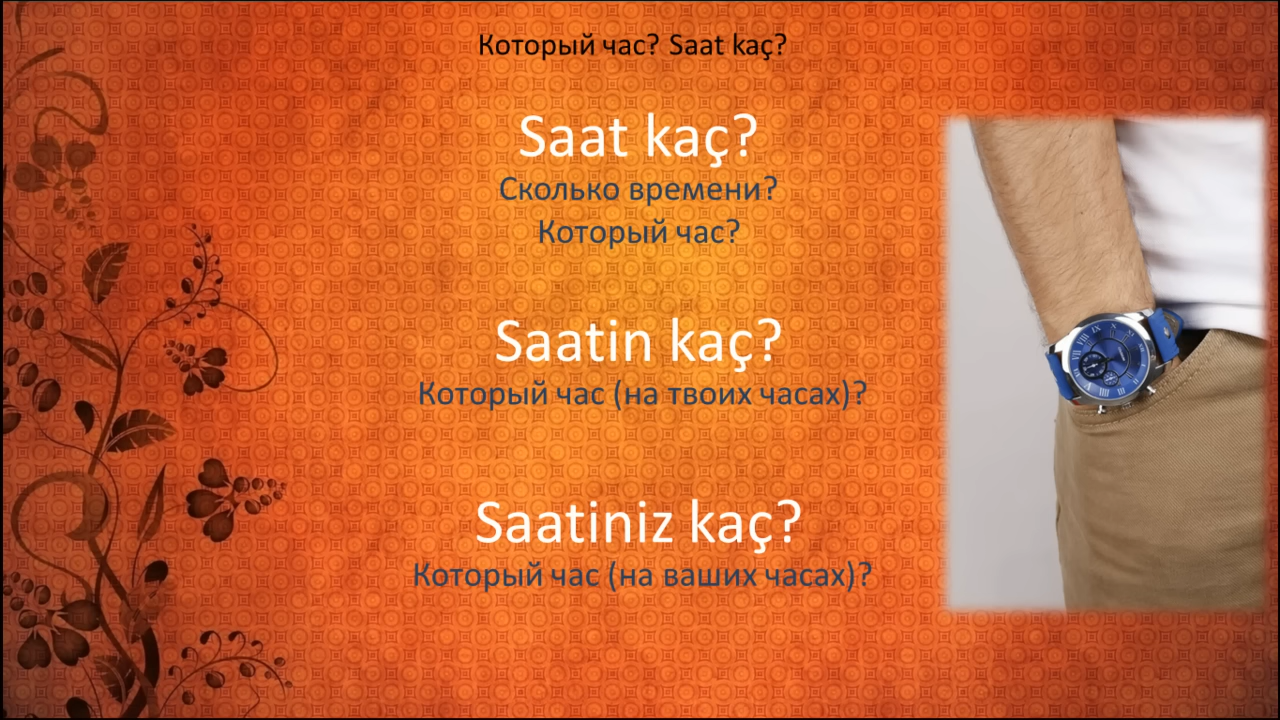 Который час? Saat kaç?
Saat kaç?
Сколько времени?
Который час?
Saatin kaç?
Который час (на твоих часах)?
Saatiniz kaç?
Который час (на ваших часах)?